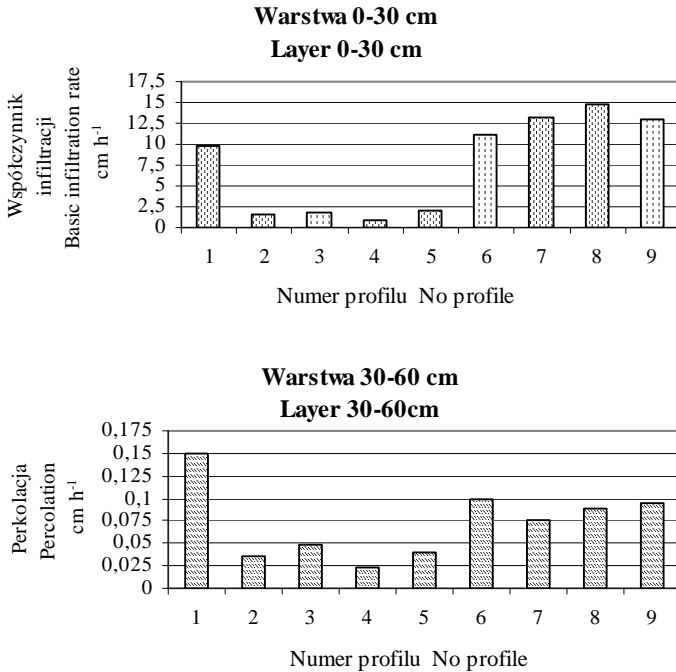 Warstwa 0-30 cm
Layer 0-30 cm
Współczynnik
infiltracji
Basic infiltration rate
cm h-1
17,5
15
12,5
10
7,5
5
2,5
0
1 2 3 4 5 6 7 8 9
Numer profilu No profile
Warstwa 30-60 cm
Layer 30-60cm
Perkolacja
Percolation
cm h-1
0,175
0,15
0,125
0,1
0,075
0,05
0,025
0
1 2 3 4 5 6 7 8 9
Numer profilu No profile